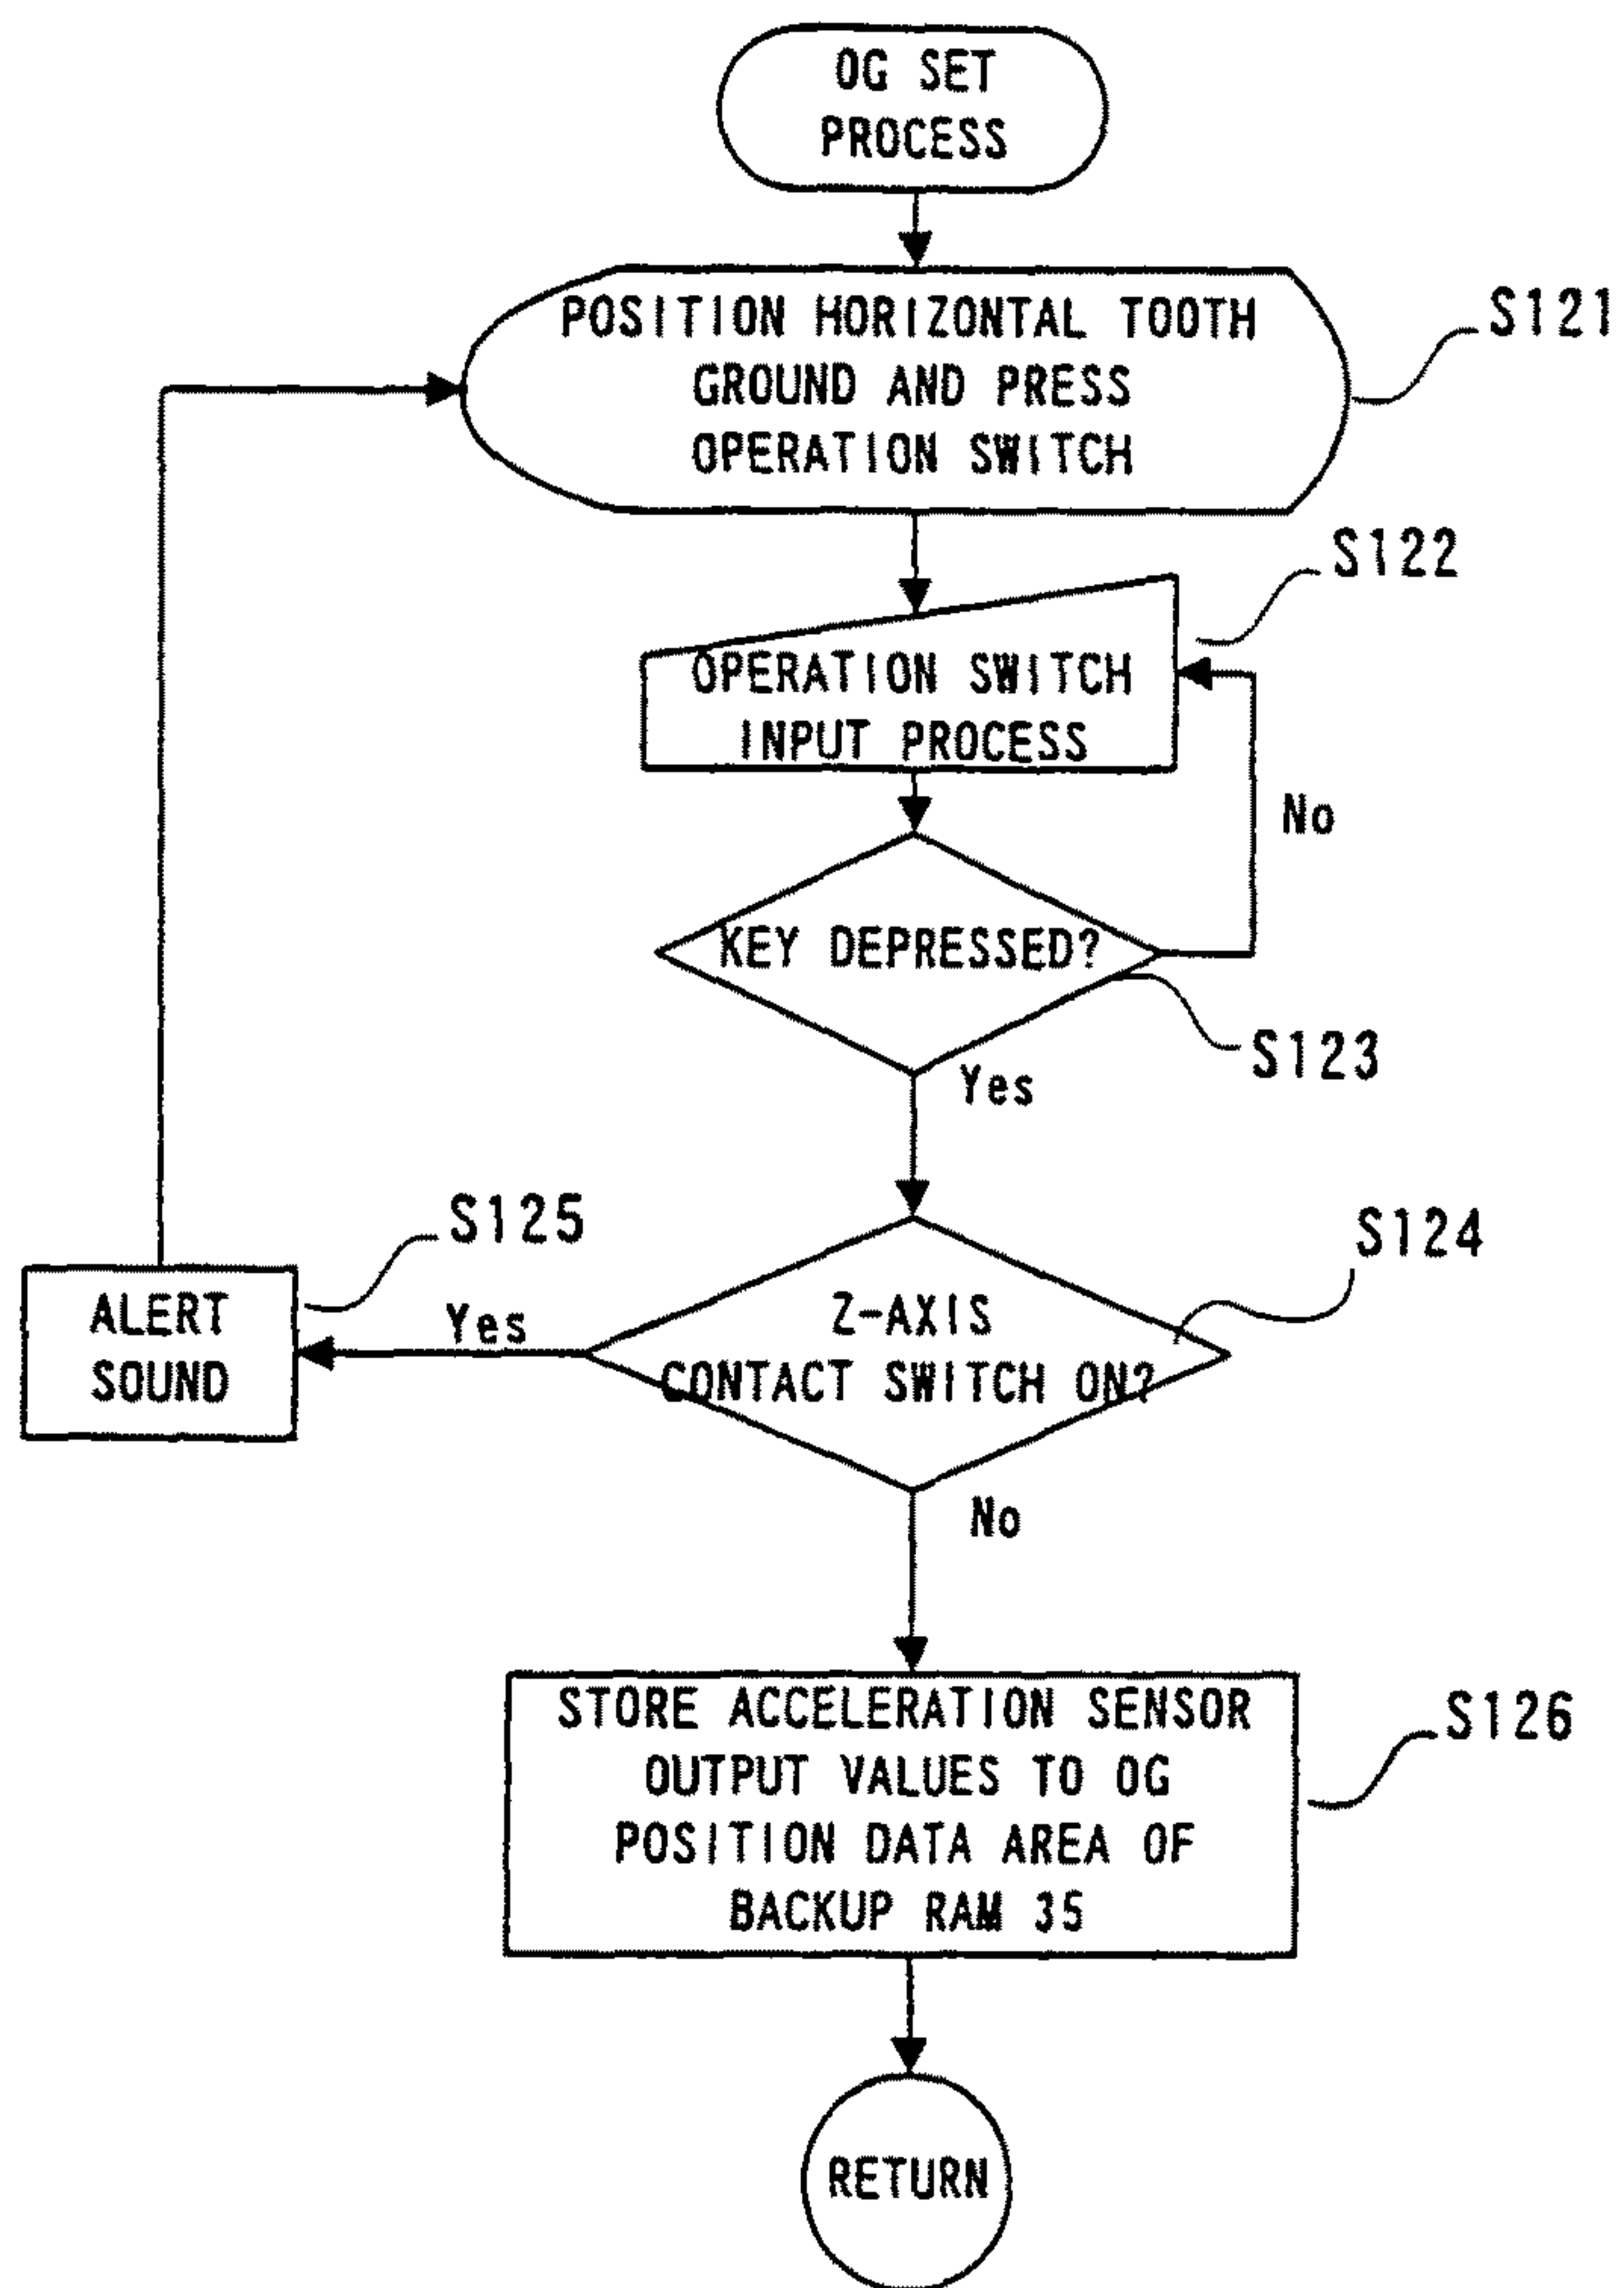 0G SET
PROCESS
POSITION HORIZONTAL TOOTH
GROUND AND PRESS
OPERATION SWITCH
S121
S122
OPERATION SWITCH
INPUT PROCESS
No
KEY DEPRESSED?
S123
Yes
S125
S124
ALERT
SOUND
Yes
Z-AXIS
CONTACT SWITCH ON?
No
STORE ACCELERATION SENSOR
OUTPUT VALUES TO 0G
POSITION DATA AREA OF
BACKUP RAM 35
S126
RETURN